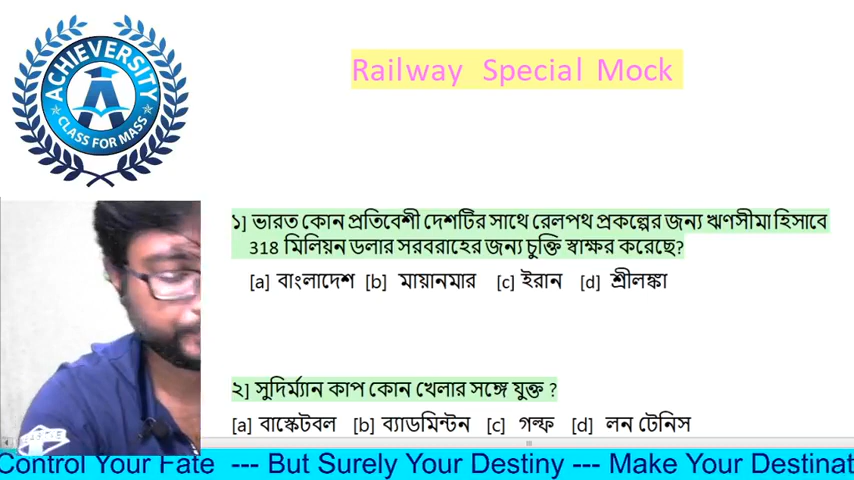 ACHIEVERSITY
CLASS FOR MASS
Railway Special Mock
১] ভারত কোন প্রতিবেশী দেশটির সাথে রেলপথ প্রকল্পের জন্য ঋণসীমা হিসাবে
318 মিলিয়ন ডলার সরবরাহের জন্য চুক্তি স্বাক্ষর করেছে?
[a] বাংলাদেশ [b] মায়ানমার [c] ইরান [d] শ্রীলঙ্কা
২] সুদির্ম্যান কাপ কোন খেলার সঙ্গে যুক্ত ?
[a] বাস্কেটবল [b] ব্যাডমিন্টন [c] গল্ফ [d] লন টেনিস
Control Your Fate --- But Surely Your Destiny --- Make Your Destinat